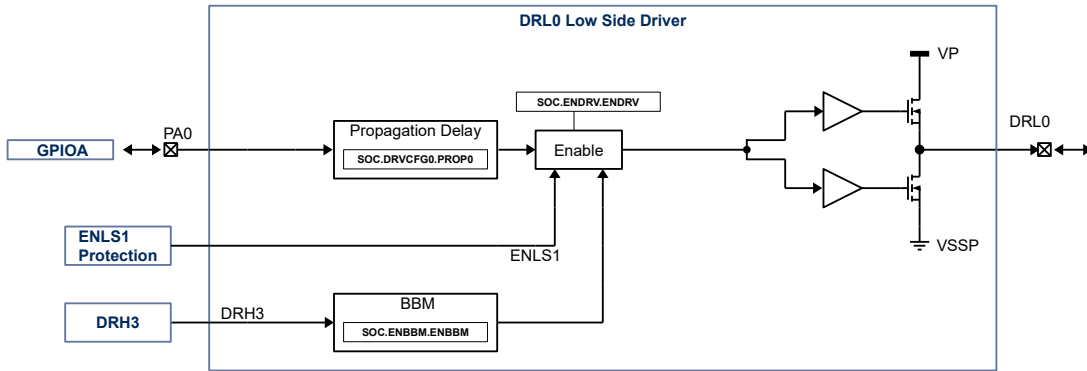 DRL0 Low Side Driver
VP
SOC.ENDRV.ENDRV
PA0
Propagation Delay
DRL0
GPIOA
SOC.DRVCFG0.PROP0
Enable
ENLS1
Protection
ENLS1
VSSP
BBM
DRH3
DRH3
SOC.ENBBM.ENBBM